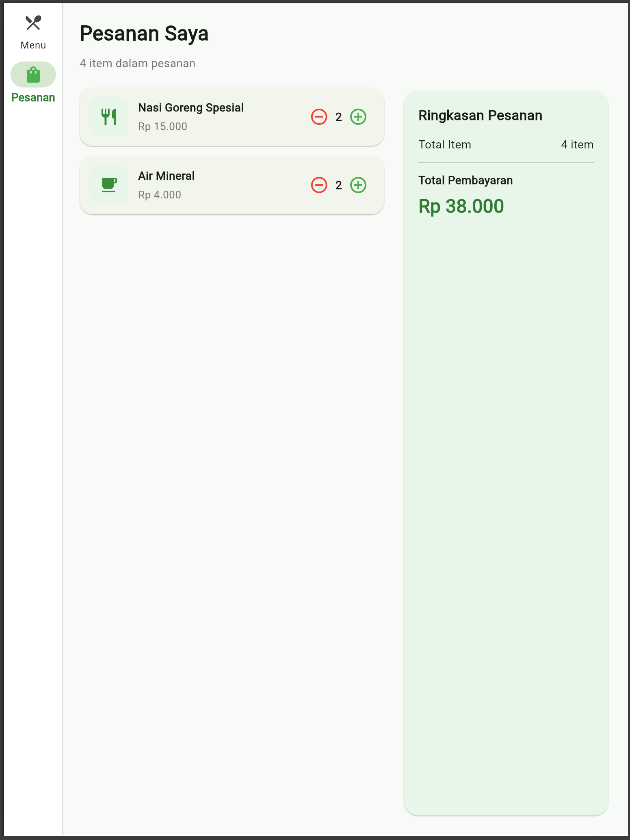 Menu
Pesanan
Pesanan Saya
4 item dalam pesanan
Nasi Goreng Spesial
Rp 15.000
2
Air Mineral
Rp 4.000
2
Ringkasan Pesanan
Total Item 4 item
Total Pembayaran
Rp 38.000